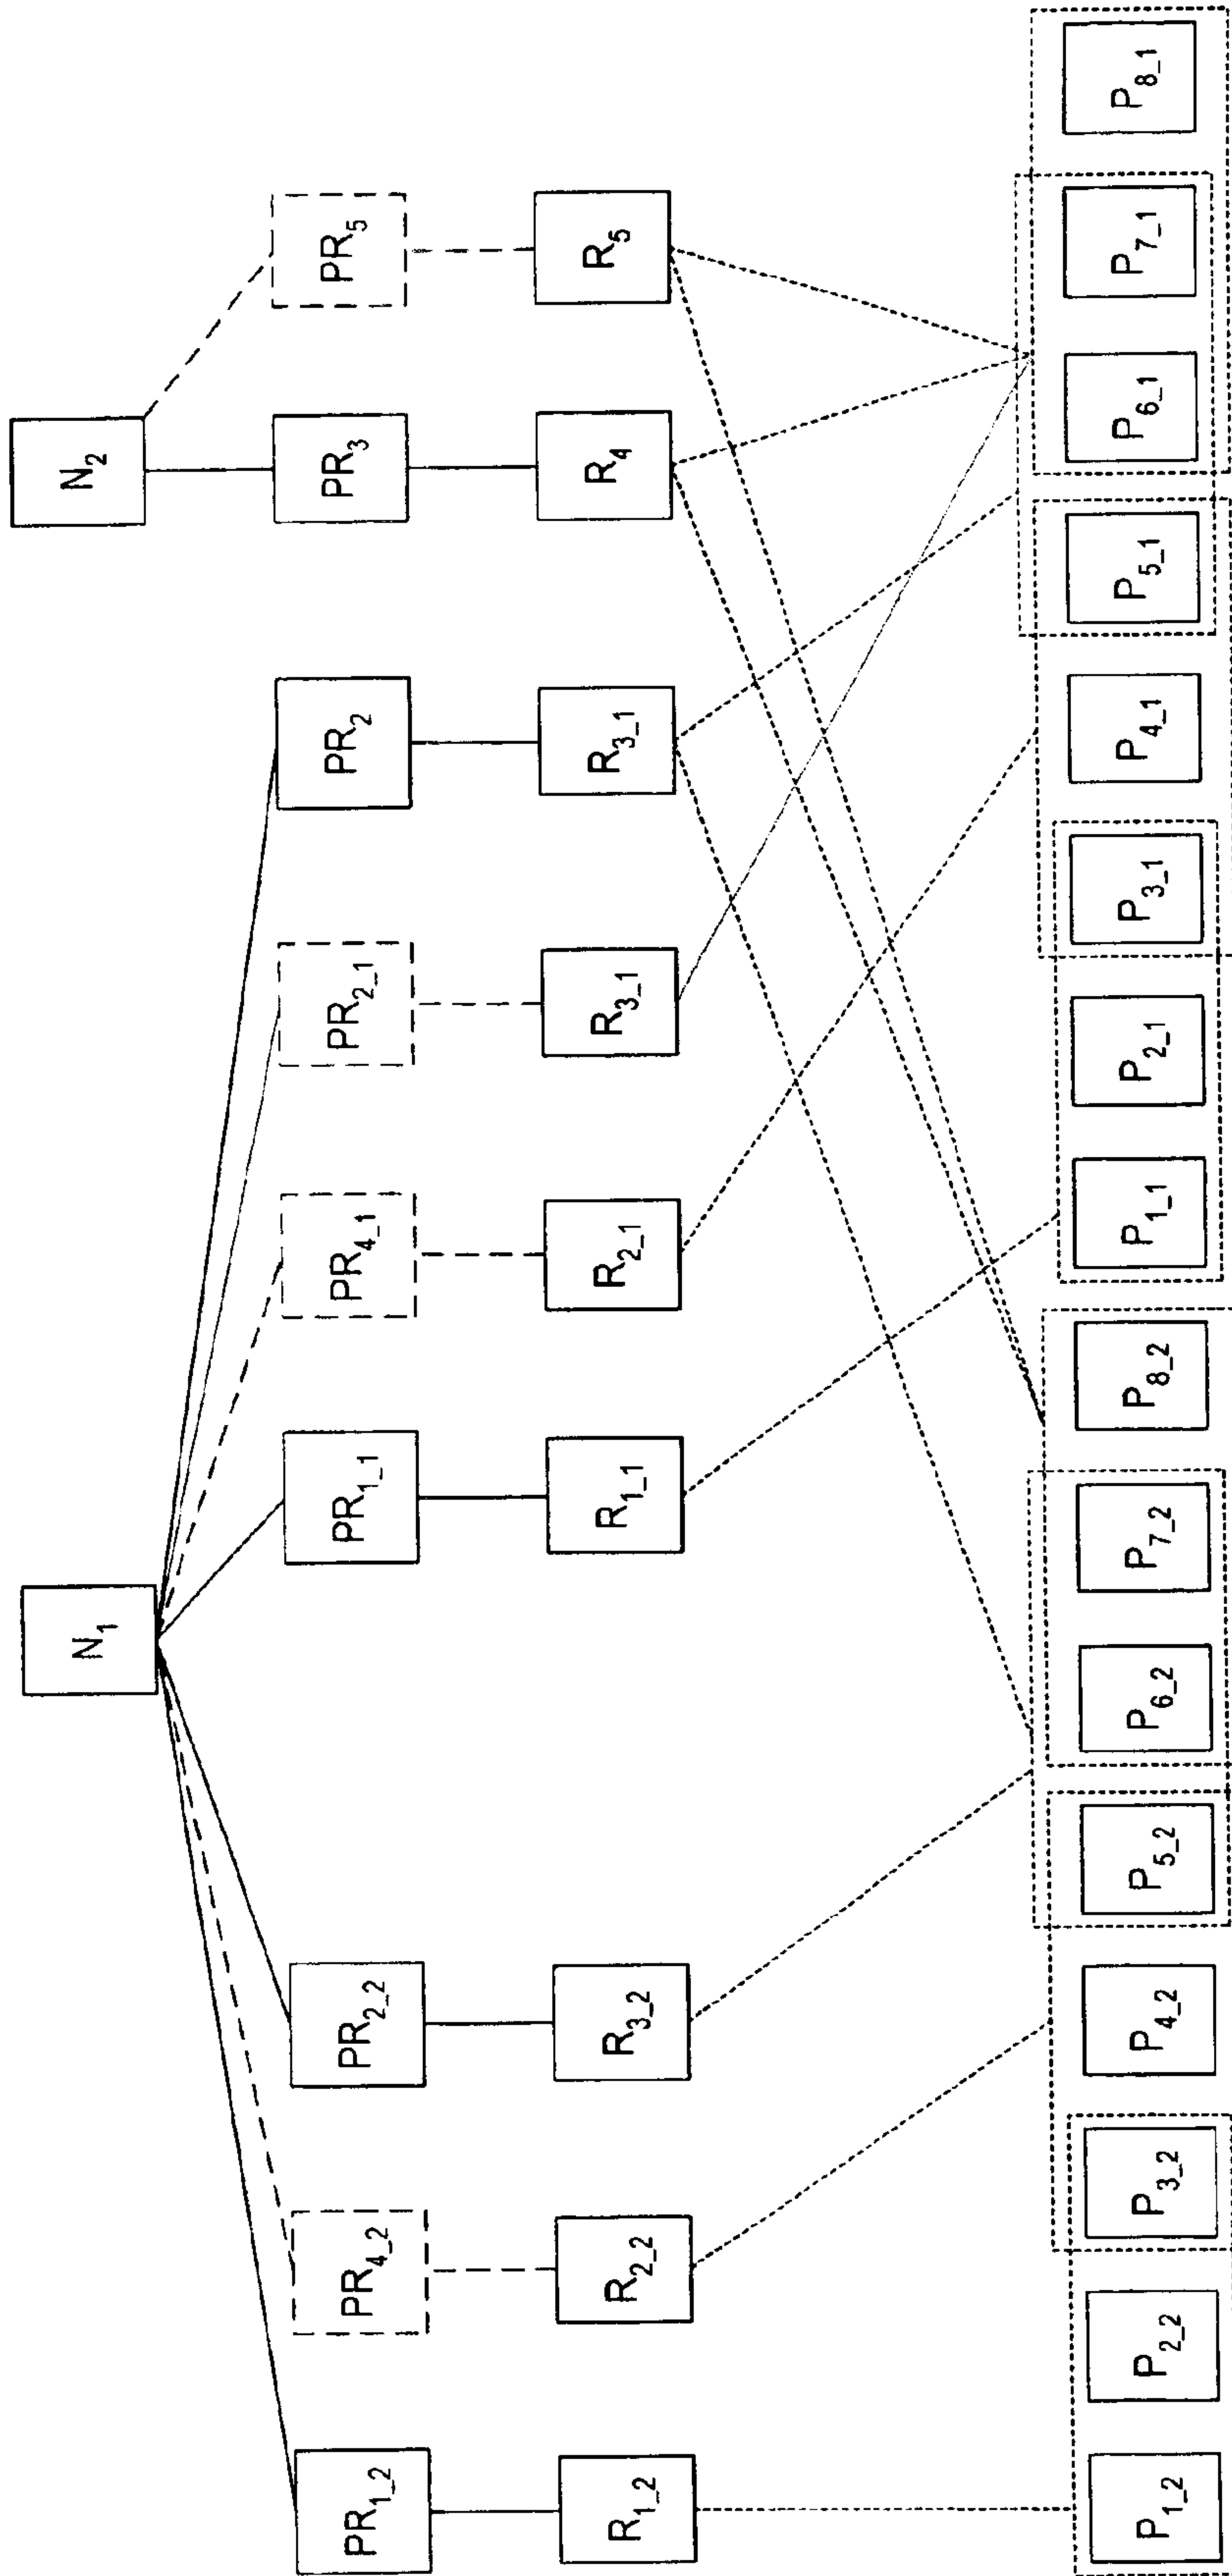 N1
N2
PR1_2
PR4_2
PR2_2
PR1_1
PR4_1
PR2_1
PR2
PR3
PR5
R1_2
R2_2
R3_2
R1_1
R2_1
R3_1
R3_1
R4
R5
P1_2
P2_2
P3_2
P4_2
P5_2
P6_2
P7_2
P8_2
P1_1
P2_1
P3_1
P4_1
P5_1
P6_1
P7_1
P8_1